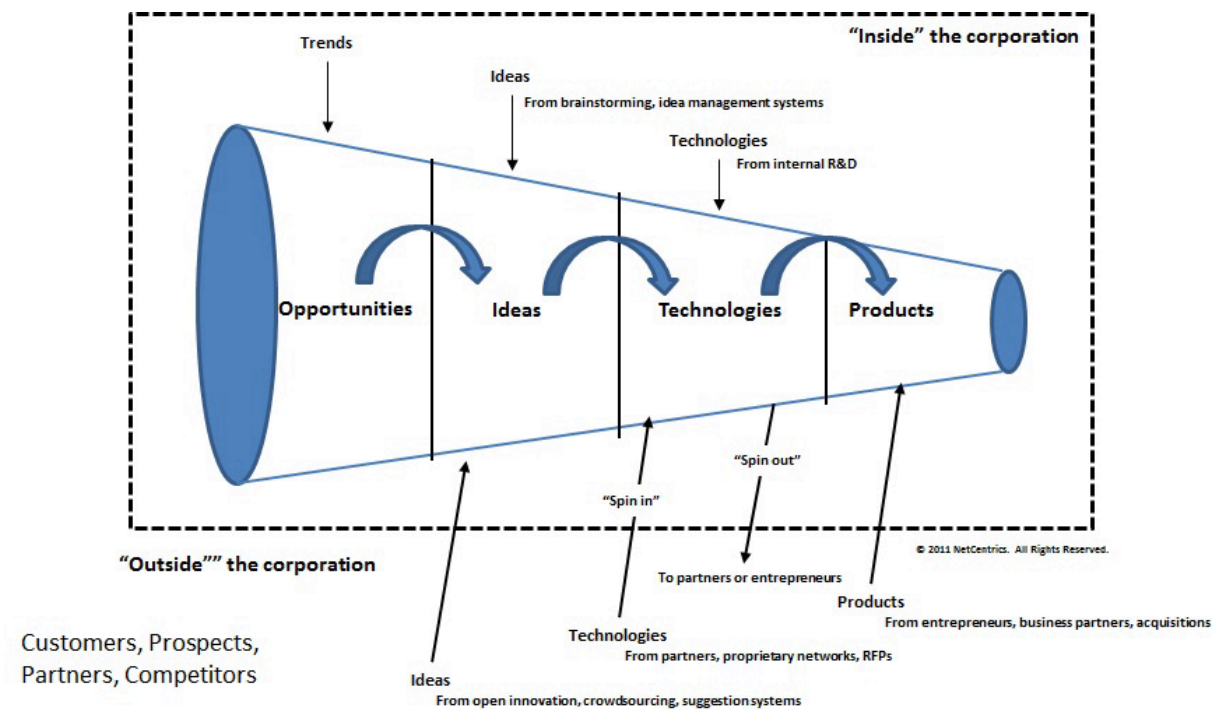 Trends
“Inside” the corporation
Ideas
From brainstorming, idea management systems
Technologies
From internal R&D
Opportunities
Ideas
Technologies
Products
“Spin out”
“Spin in”
© 2011 NetCentrics. All Rights Reserved.
“Outside”” the corporation
To partners or entrepreneurs
Products
From entrepreneurs, business partners, acquisitions
Technologies
From partners, proprietary networks, RFPs
Customers, Prospects,
Partners, Competitors
Ideas
From open innovation, crowdsourcing, suggestion systems